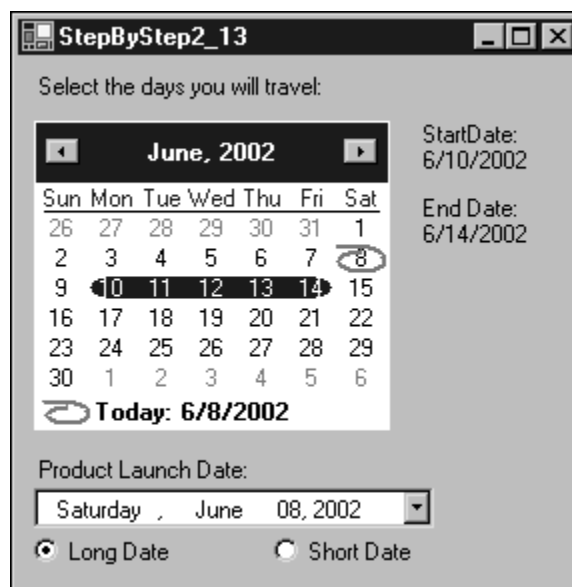 StepByStep2_13
Select the days you will travel:
June, 2002
Sun Mon Tue Wed Thu Fri Sat
26 27 28 29 30 31 1
2 3 4 5 6 7 8
9 10 11 12 13 14 15
16 17 18 19 20 21 22
23 24 25 26 27 28 29
30 1 2 3 4 5 6
Today: 6/8/2002
StartDate:
6/10/2002
End Date:
6/14/2002
Product Launch Date:
Saturday , June 08, 2002
Long Date Short Date